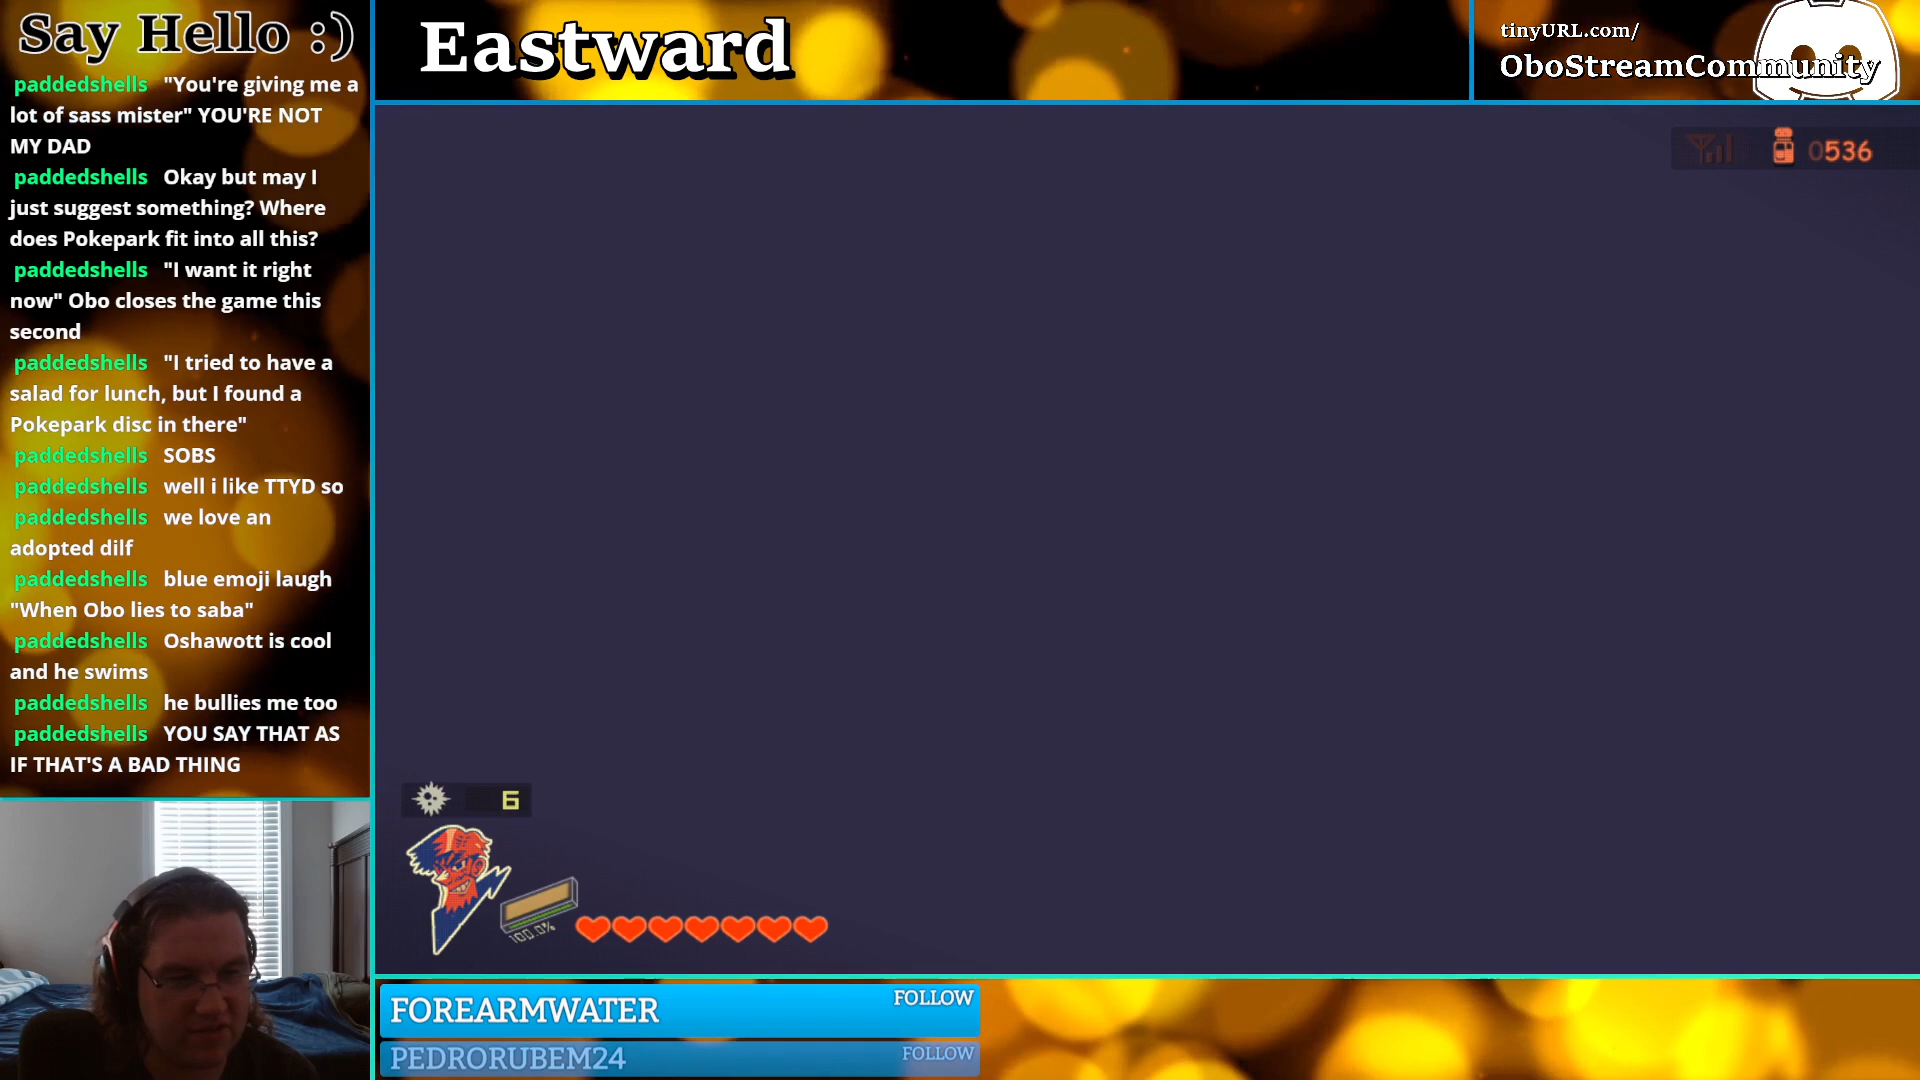 Say Hello :)
paddedshells "You're giving me a
lot of sass mister" YOU'RE NOT
MY DAD
paddedshells Okay but may I
just suggest something? Where
does Pokepark fit into all this?
paddedshells "I want it right
now" Obo closes the game this
second
paddedshells "I tried to have a
salad for lunch, but I found a
Pokepark disc in there"
paddedshells SOBS
paddedshells well i like TTYD so
paddedshells we love an
adopted dilf
paddedshells blue emoji laugh
"When Obo lies to saba"
paddedshells Oshawott is cool
and he swims
paddedshells he bullies me too
paddedshells YOU SAY THAT AS
IF THAT'S A BAD THING
Eastward
tinyURL.com/
OboStreamCommunity
0536
6
100.0%
FOREARMWATER FOLLOW
PEDRORUBEM24 FOLLOW